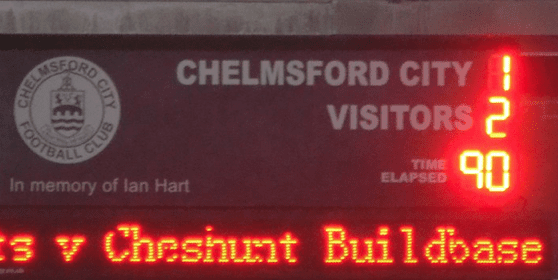 CHELMSFORD CITY 1
CHELMSFORD CITY
FOOTBALL CLUB
VISITORS 2
TIME
ELAPSED 90
In memory of Ian Hart
v Cheshunt Buildbase